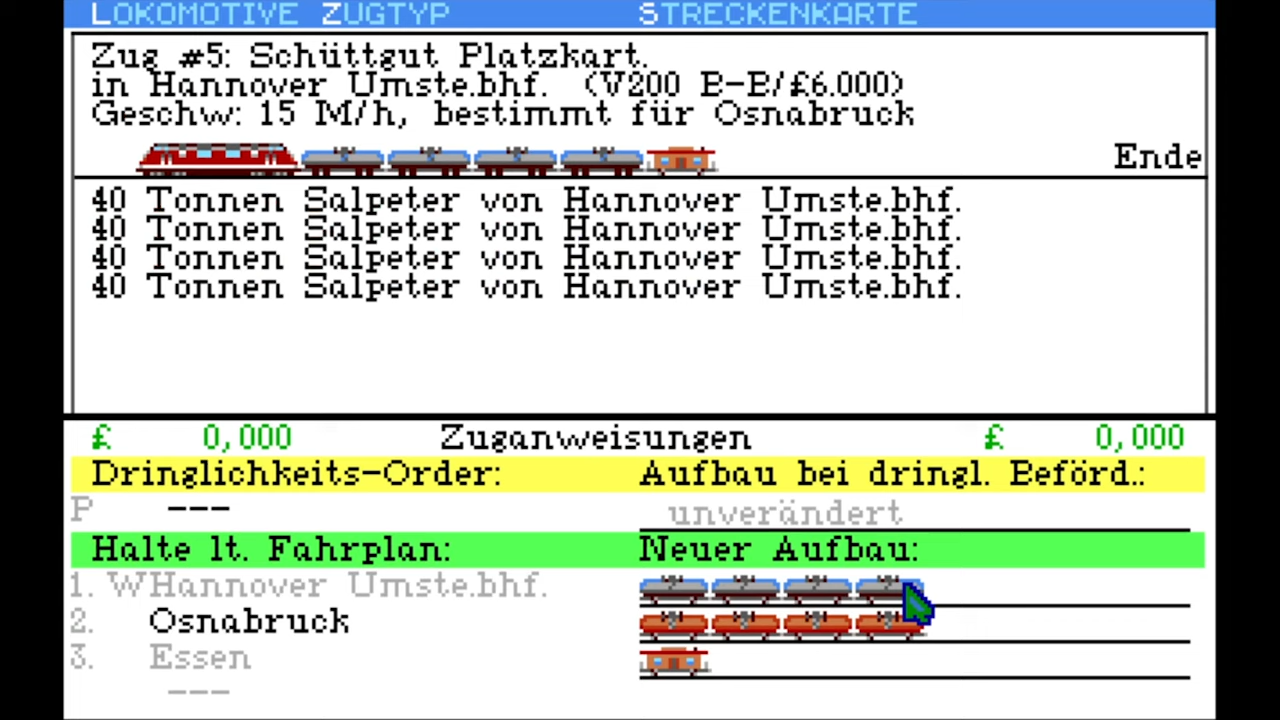 LOKOMOTIVE ZUGTYP STRECKENKARTE
Zug #5: Schüttgut Platzkart.
in Hannover Umste.bhf. (V200 B-B/£6.000)
Geschw: 15 M/h, bestimmt für Osnabruck
Ende
40 Tonnen Salpeter von Hannover Umste.bhf.
40 Tonnen Salpeter von Hannover Umste.bhf.
40 Tonnen Salpeter von Hannover Umste.bhf.
40 Tonnen Salpeter von Hannover Umste.bhf.
£ 0,000 Zuganweisungen £ 0,000
Dringlichkeits-Order: Aufbau bei dringl. Beförd.:
P --- unverändert
Halte lt. Fahrplan: Neuer Aufbau:
1. WHannover Umste.bhf.
2. Osnabruck
3. Essen
---